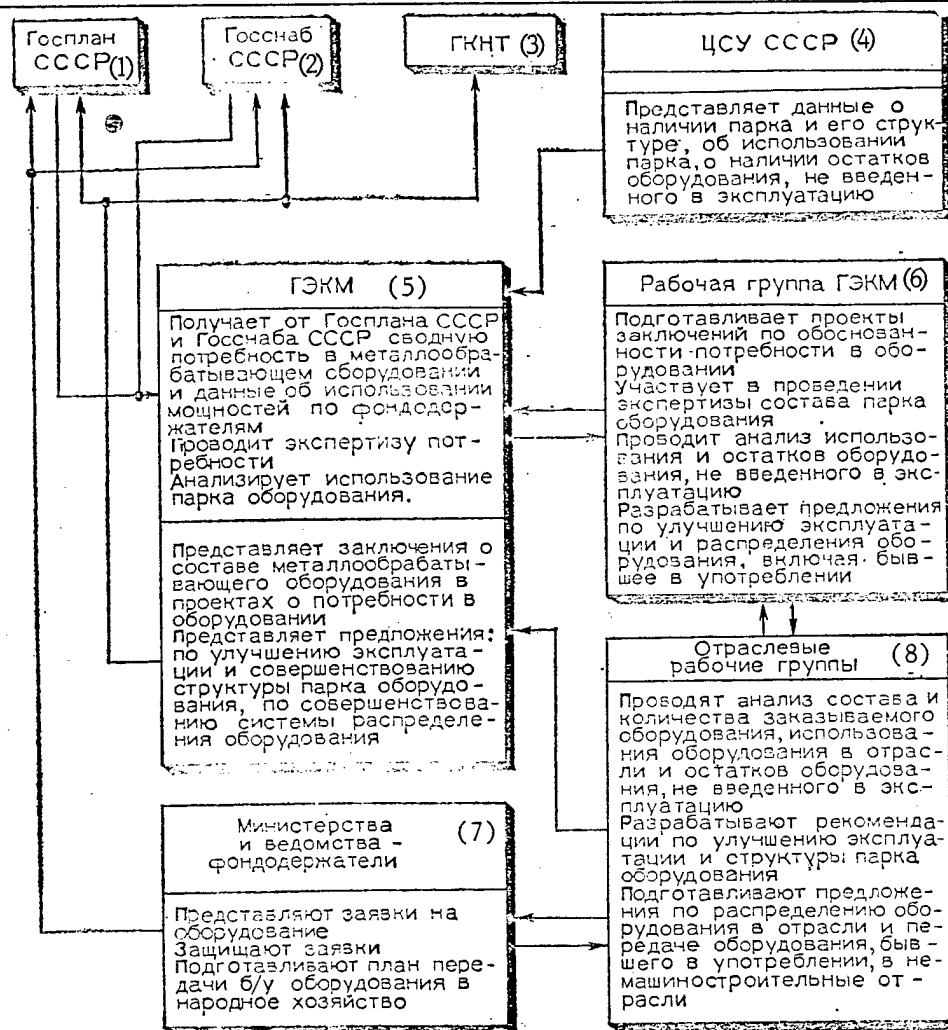 Госплан
СССР (1)
Госснаб
СССР (2)
ГКНТ (3)
ЦСУ СССР (4)
Представляет данные о
наличии парка и его струк-
туре, об использовании
парка, о наличии остатков
оборудования, не введен-
ного в эксплуатацию
ГЭКМ (5)
Получает от Госплана СССР
и Госснаба СССР сводную
потребность в металлообра-
батывающем оборудовании
и данные об использовании
мощностей по фондодер-
жателям
Проводит экспертизу пот-
ребности
Анализирует использование
парка оборудования.
Представляет заключения о
составе металлообрабаты-
вающего оборудования в
проектах о потребности в
оборудовании
Представляет предложения:
по улучшению эксплуата-
ции и совершенствованию
структуры парка оборудо-
вания, по совершенствова-
нию системы распределе-
ния оборудования
Рабочая группа ГЭКМ (6)
Подготавливает проекты
заключений по обоснован-
ности потребности в обо-
рудовании
Участвует в проведении
экспертизы состава парка
оборудования
Проводит анализ использо-
вания и остатков оборудо-
вания, не введенного в экс-
плуатацию
Разрабатывает предложения
по улучшению эксплуата-
ции и распределения обо-
рудования, включая быв-
шее в употреблении
Министерства
и ведомства -
фондодержатели
(7)
Представляют заявки на
оборудование
Защищают заявки
Подготавливают план пере-
дачи б/у оборудования в
народное хозяйство
Отраслевые
рабочие группы
(8)
Проводят анализ состава и
количества заказываемого
оборудования, использова-
ния оборудования в отрас-
ли и остатков оборудова-
ния, не введенного в экс-
плуатацию
Разрабатывают рекоменда-
ции по улучшению эксплуа-
тации и структуры парка
оборудования
Подготавливают предложе-
ния по распределению обо-
рудования в отрасли и пе-
редаче оборудования, быв-
шего в употреблении, в не-
машиностроительные от -
расли